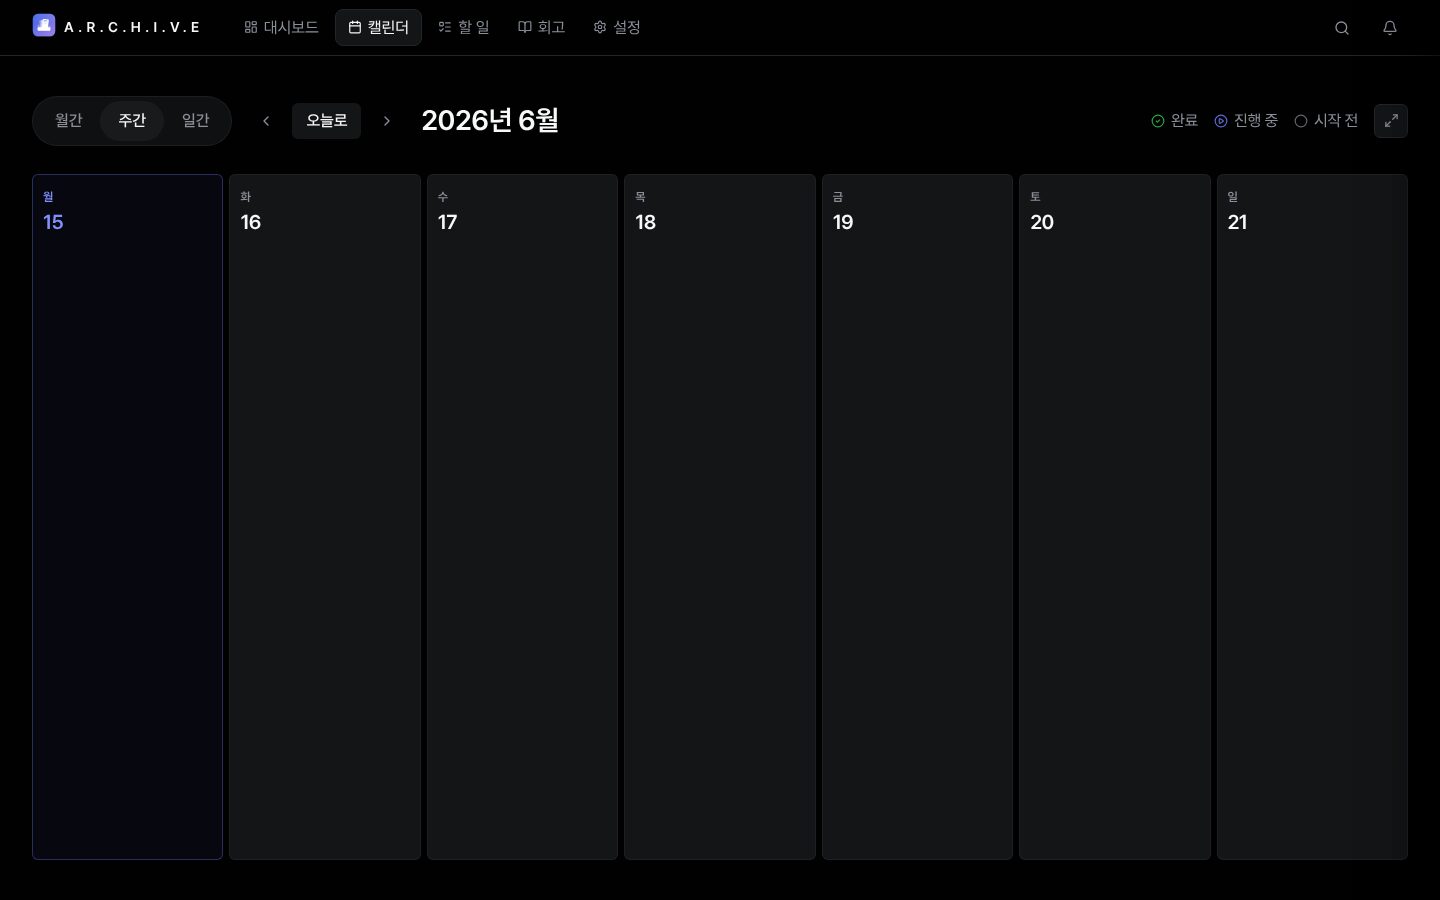 A.R.C.H.I.V.E 대시보드 캘린더 할 일 회고 설정
월간 주간 일간 오늘로 2026년 6월 완료 진행 중 시작 전
월 화 수 목 금 토 일
15 16 17 18 19 20 21